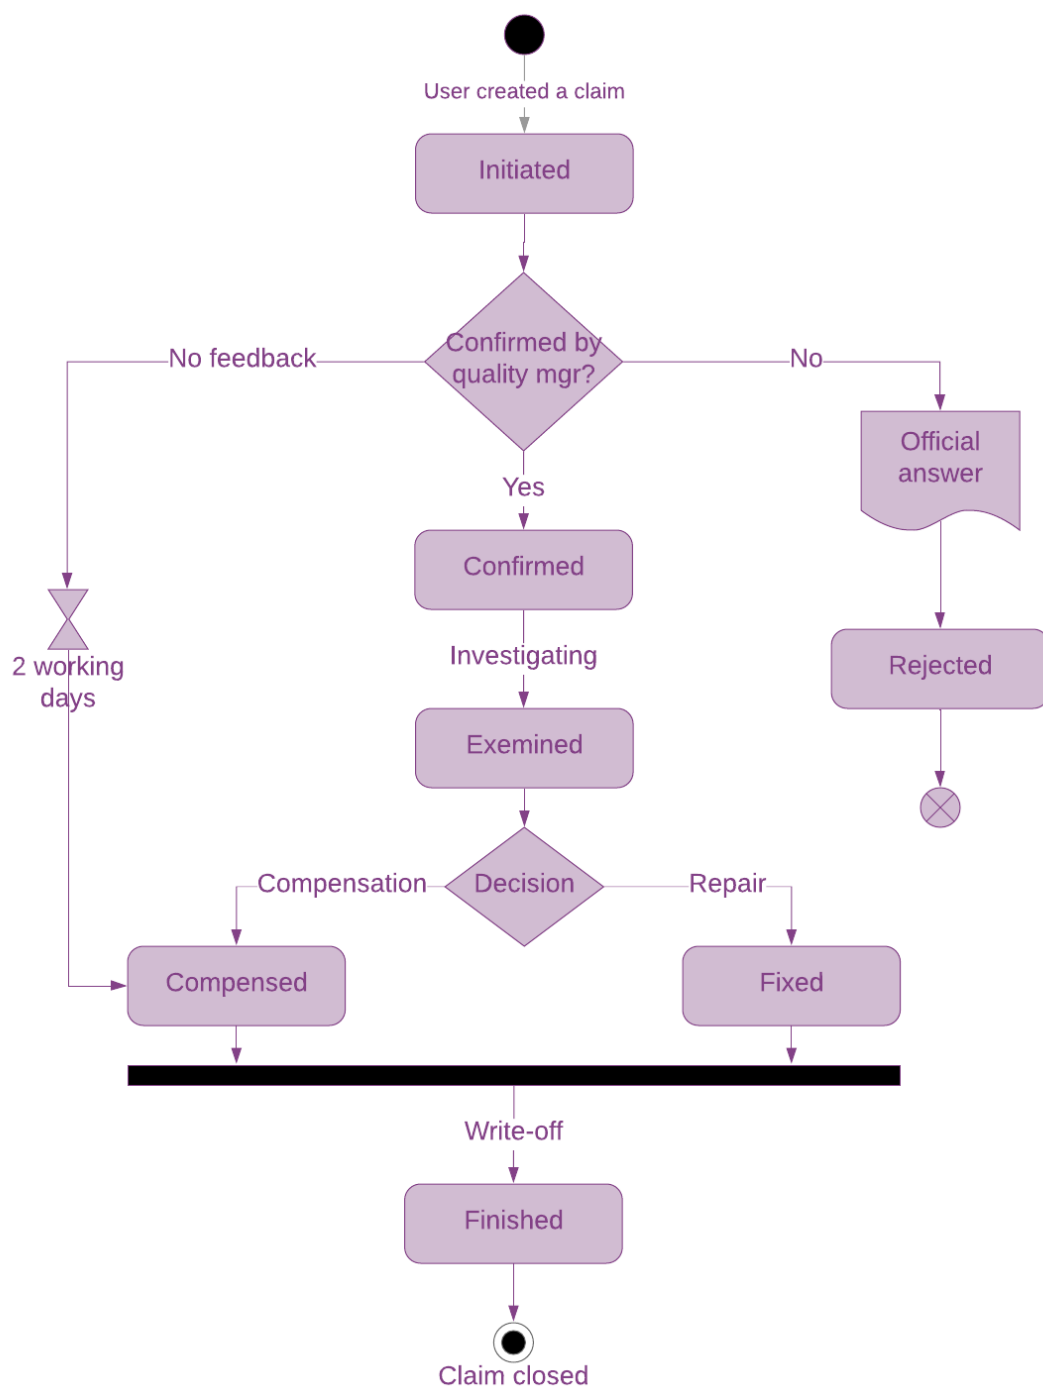 User created a claim
Initiated
Confirmed by
quality mgr?
No feedback
No
Official
answer
Yes
Confirmed
Investigating
2 working
days
Rejected
Exemined
Compensation
Decision
Repair
Compensed
Fixed
Write-off
Finished
Claim closed